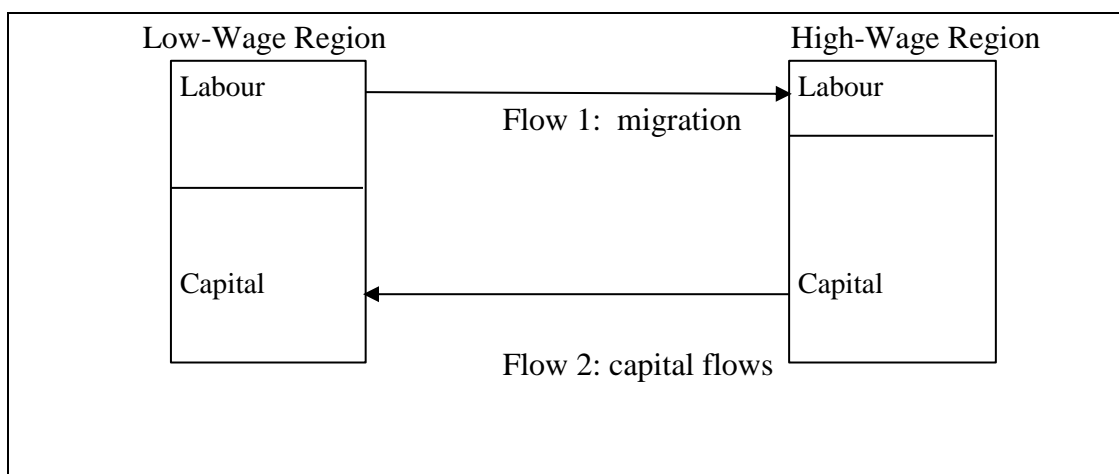 Low-Wage Region
High-Wage Region
Labour
Labour
Flow 1: migration
Capital
Capital
Flow 2: capital flows